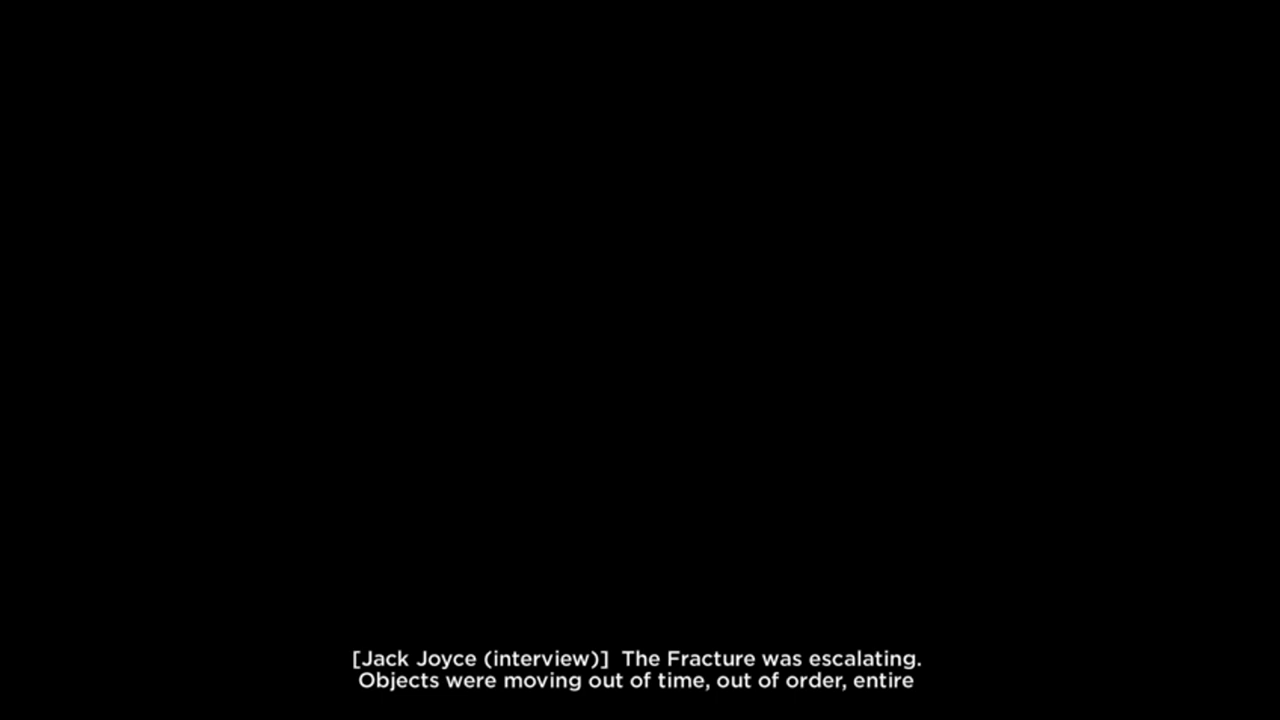 [Jack Joyce (interview)]  The Fracture was escalating.
Objects were moving out of time, out of order, entire